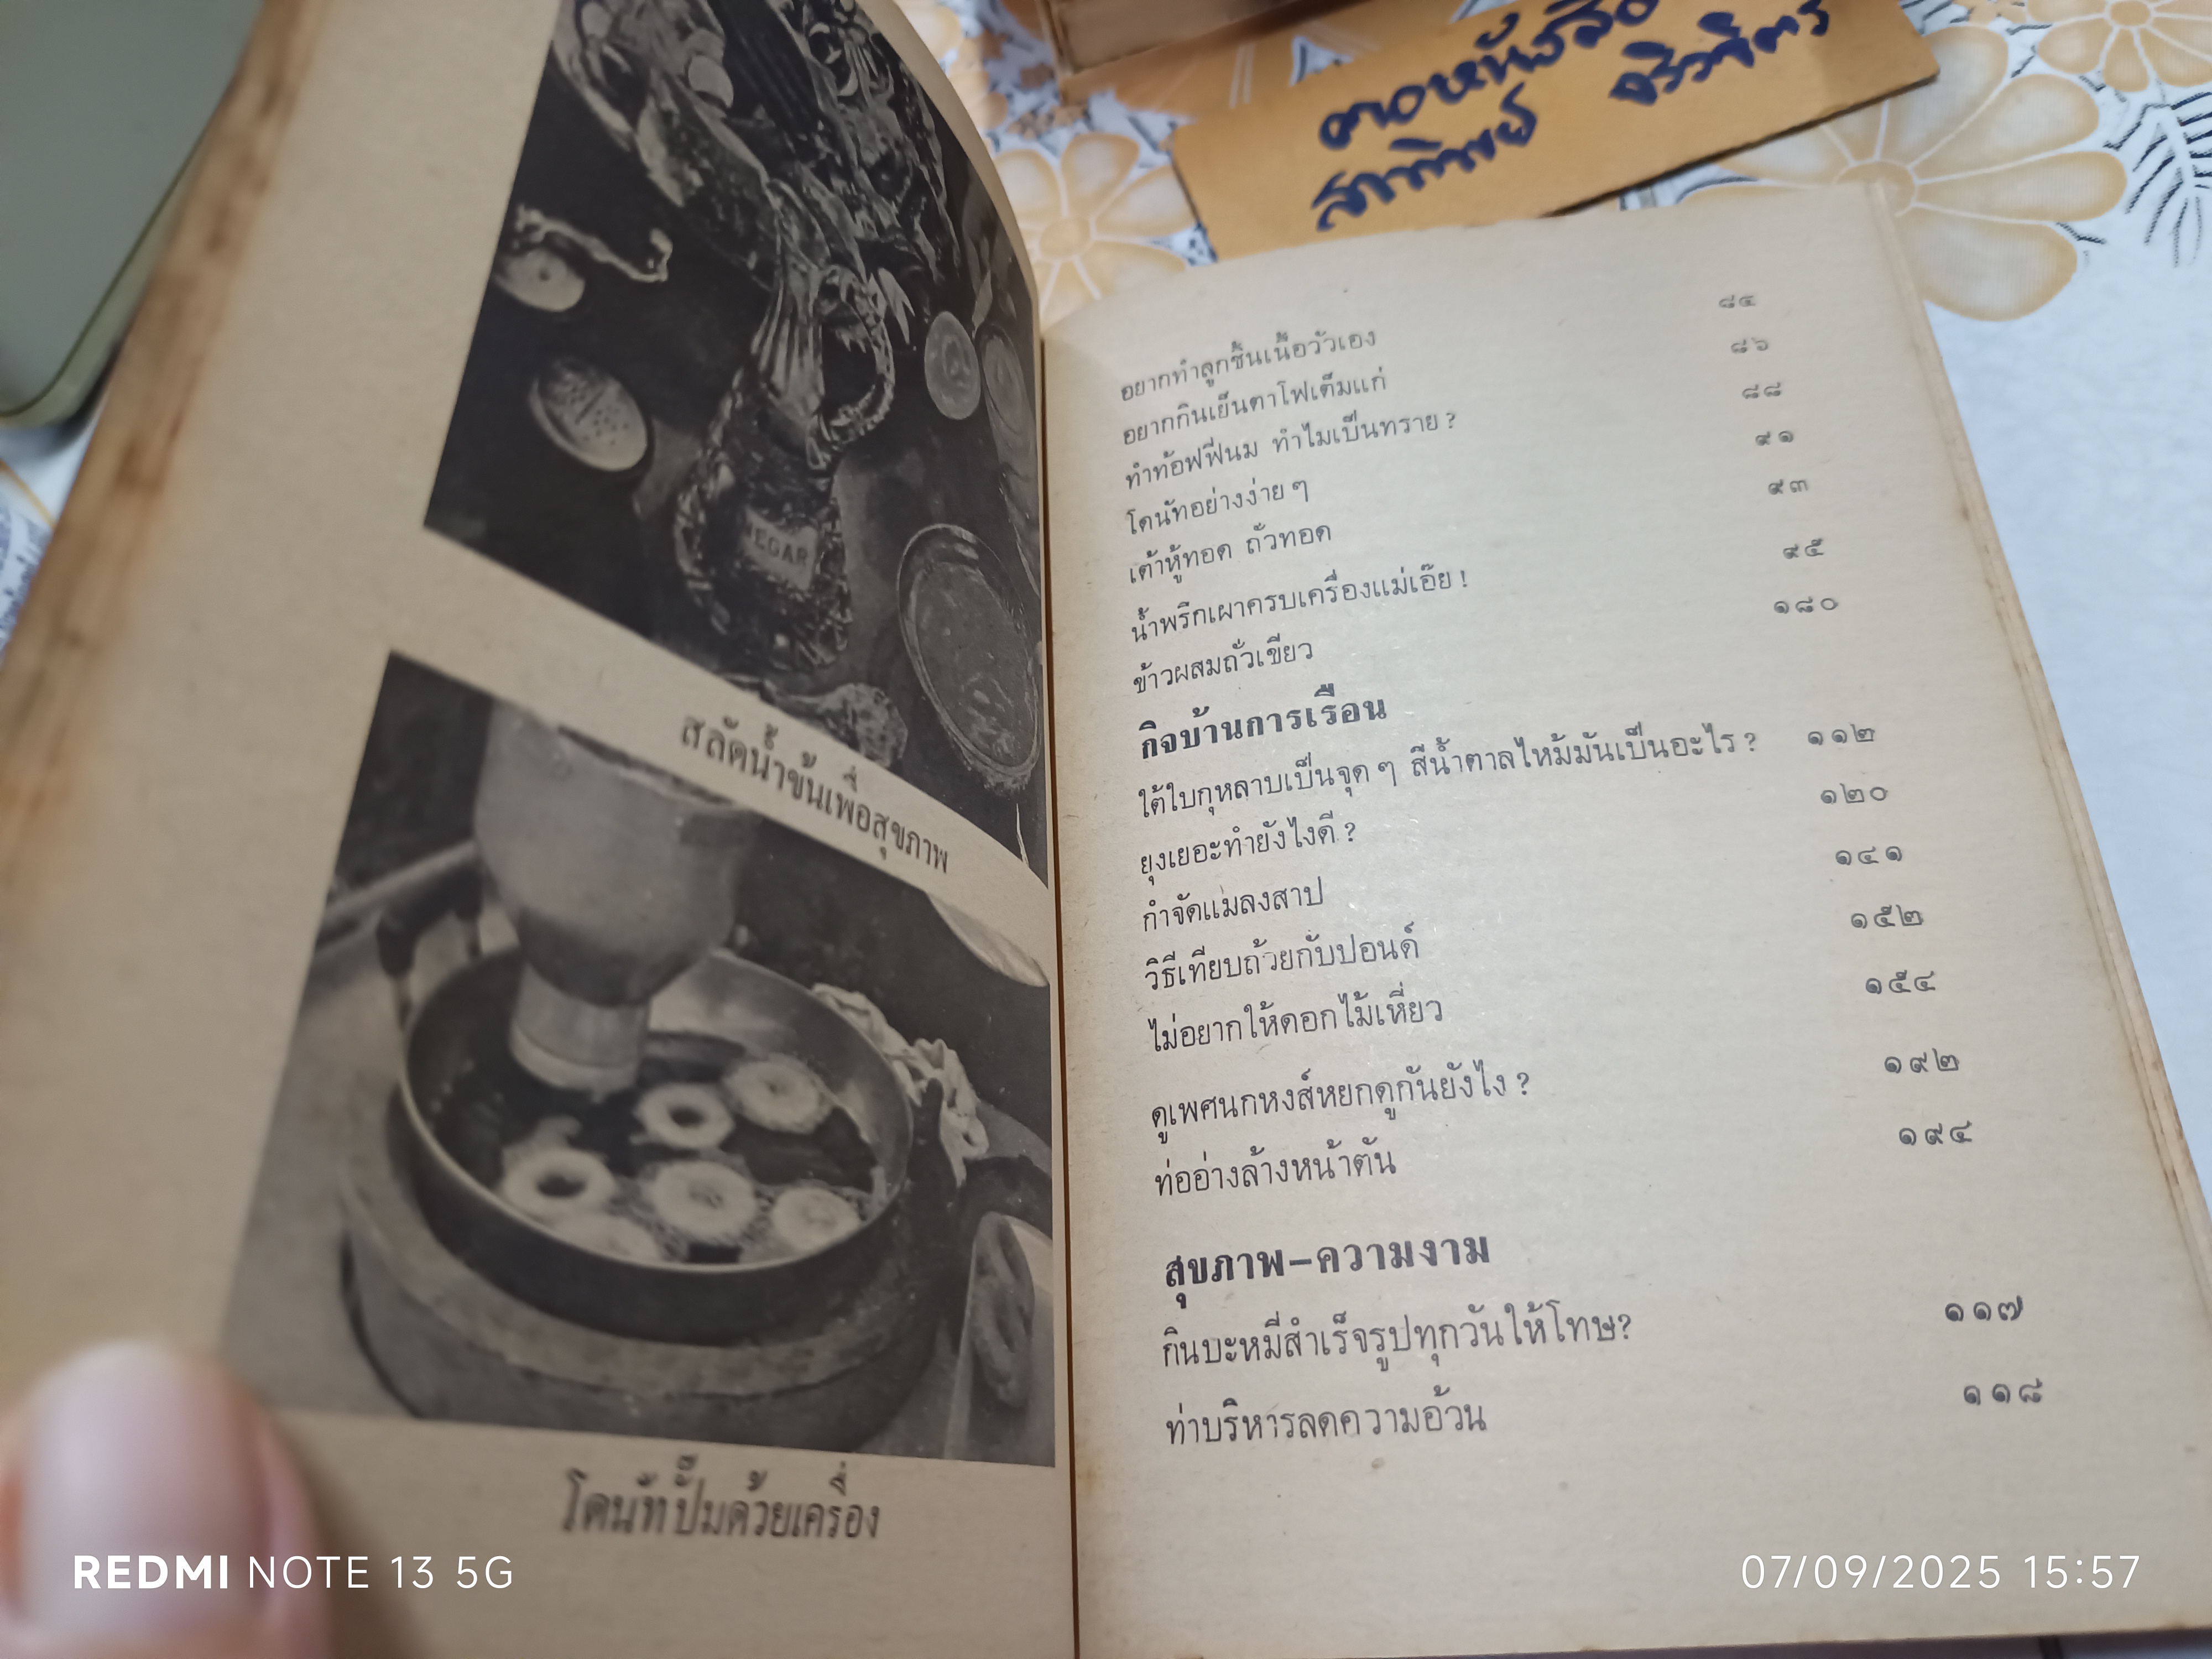 VEGAR
สลัดน้ำข้นเพื่อสุขภาพ
โดนัทปั๊มด้วยเครื่อง
อยากทำลูกชิ้นเนื้อวัวเอง ๘๔
อยากกินเย็นตาโฟเต็มแก่ ๘๖
ทำท้อฟฟี่นม ทำไมเป็นทราย ? ๘๘
โดนัทอย่างง่าย ๆ ๙๑
เต้าหู้ทอด ถั่วทอด ๙๓
น้ำพริกเผาครบเครื่องแม่เอ๊ย ! ๙๕
ข้าวผสมถั่วเขียว ๑๘๐
กิจบ้านการเรือน
ใต้ใบกุหลาบเป็นจุด ๆ สีน้ำตาลไหม้มันเป็นอะไร ? ๑๑๒
ยุงเยอะทำยังไงดี ? ๑๒๐
กำจัดแมลงสาป ๑๔๑
วิธีเทียบถ้วยกับปอนด์ ๑๕๒
ไม่อยากให้ดอกไม้เหี่ยว ๑๕๔
ดูเพศนกหงส์หยกดูกันยังไง ? ๑๙๒
ท่ออ่างล้างหน้าตัน ๑๙๔
สุขภาพ–ความงาม
กินบะหมี่สำเร็จรูปทุกวันให้โทษ? ๑๑๗
ท่าบริหารลดความอ้วน ๑๑๘
REDMI NOTE 13 5G
07/09/2025 15:57